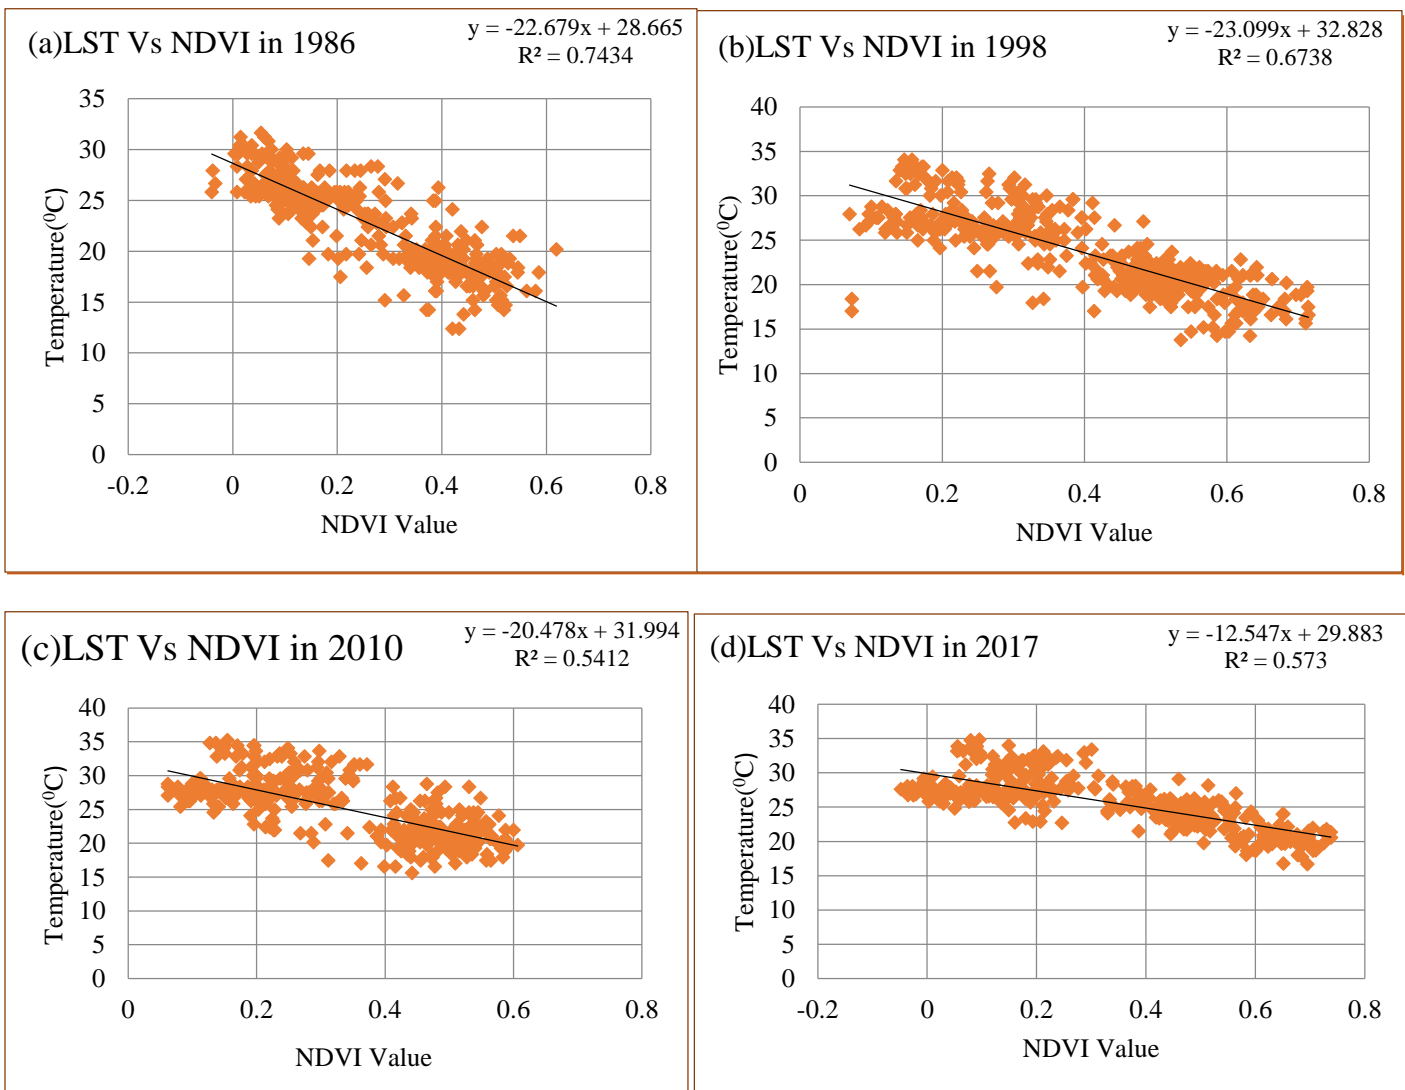 (a)LST Vs NDVI in 1986
y = -22.679x + 28.665
R² = 0.7434
35
30
25
20
15
10
5
0
Temperature(⁰C)
-0.2 0 0.2 0.4 0.6 0.8
NDVI Value
(b)LST Vs NDVI in 1998
y = -23.099x + 32.828
R² = 0.6738
40
35
30
25
20
15
10
5
0
Temperature(⁰C)
0 0.2 0.4 0.6 0.8
NDVI Value
(c)LST Vs NDVI in 2010
y = -20.478x + 31.994
R² = 0.5412
40
35
30
25
20
15
10
5
0
Temperature(⁰C)
0 0.2 0.4 0.6 0.8
NDVI Value
(d)LST Vs NDVI in 2017
y = -12.547x + 29.883
R² = 0.573
40
35
30
25
20
15
10
5
0
Temperature(⁰C)
-0.2 0 0.2 0.4 0.6 0.8
NDVI Value